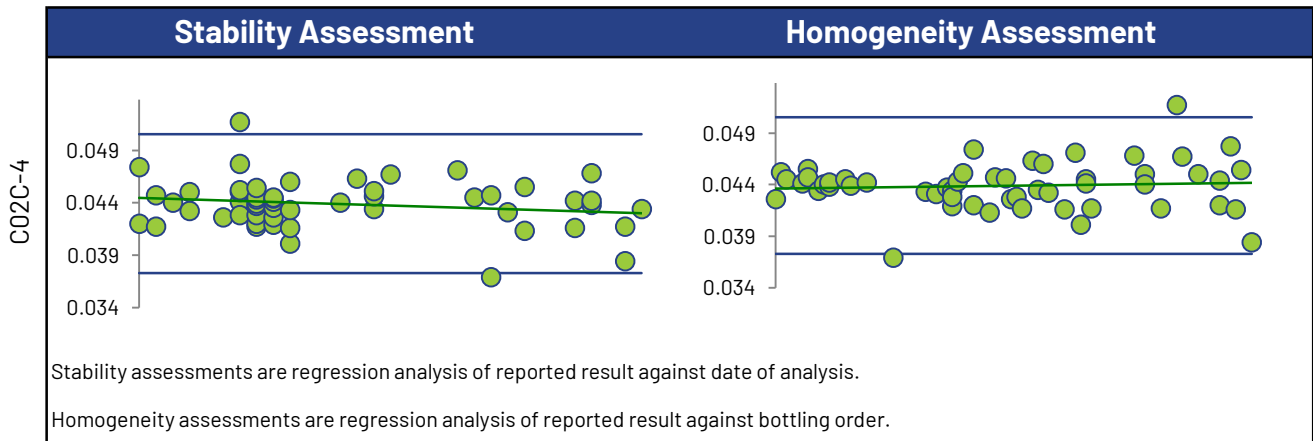 Stability Assessment
Homogeneity Assessment
C02C-4
0.049
0.044
0.039
0.034
0.049
0.044
0.039
0.034
Stability assessments are regression analysis of reported result against date of analysis.
Homogeneity assessments are regression analysis of reported result against bottling order.